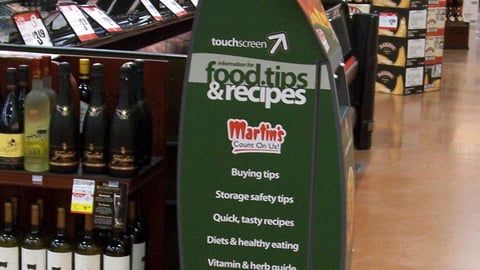 touchscreen
information for
food.tips
& recipes
Martin's
Count On Us!
Buying tips
Storage safety tips
Quick, tasty recipes
Diets & healthy eating
Vitamin & herb guide